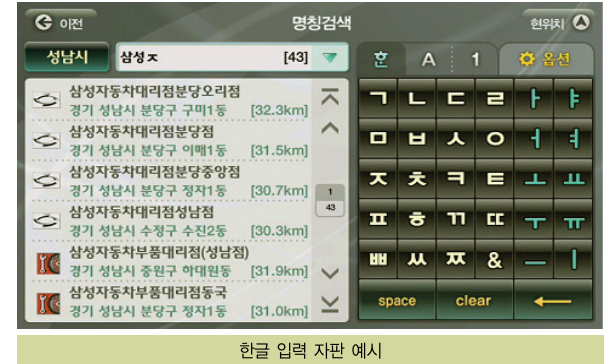 이전 명칭검색 현위치
성남시 삼성ㅈ [43] 한 A 1 옵션
삼성자동차대리점분당오리점
경기 성남시 분당구 구미1동 [32.3km]
삼성자동차대리점분당점
경기 성남시 분당구 이매1동 [31.5km]
삼성자동차대리점분당중앙점
경기 성남시 분당구 정자1동 [30.7km]
삼성자동차대리점성남점
경기 성남시 수정구 수진2동 [30.3km]
삼성자동차부품대리점(성남점)
경기 성남시 중원구 하대원동 [31.9km]
삼성자동차부품대리점동국
경기 성남시 분당구 정자1동 [31.0km]
1
43
ㄱ ㄴ ㄷ ㄹ ㅏ ㅑ
ㅁ ㅂ ㅅ ㅇ ㅓ ㅕ
ㅈ ㅊ ㅋ ㅌ ㅗ ㅛ
ㅍ ㅎ ㄲ ㄸ ㅜ ㅠ
ㅃ ㅆ ㅉ & ㅡ ㅣ
space clear ←
한글 입력 자판 예시